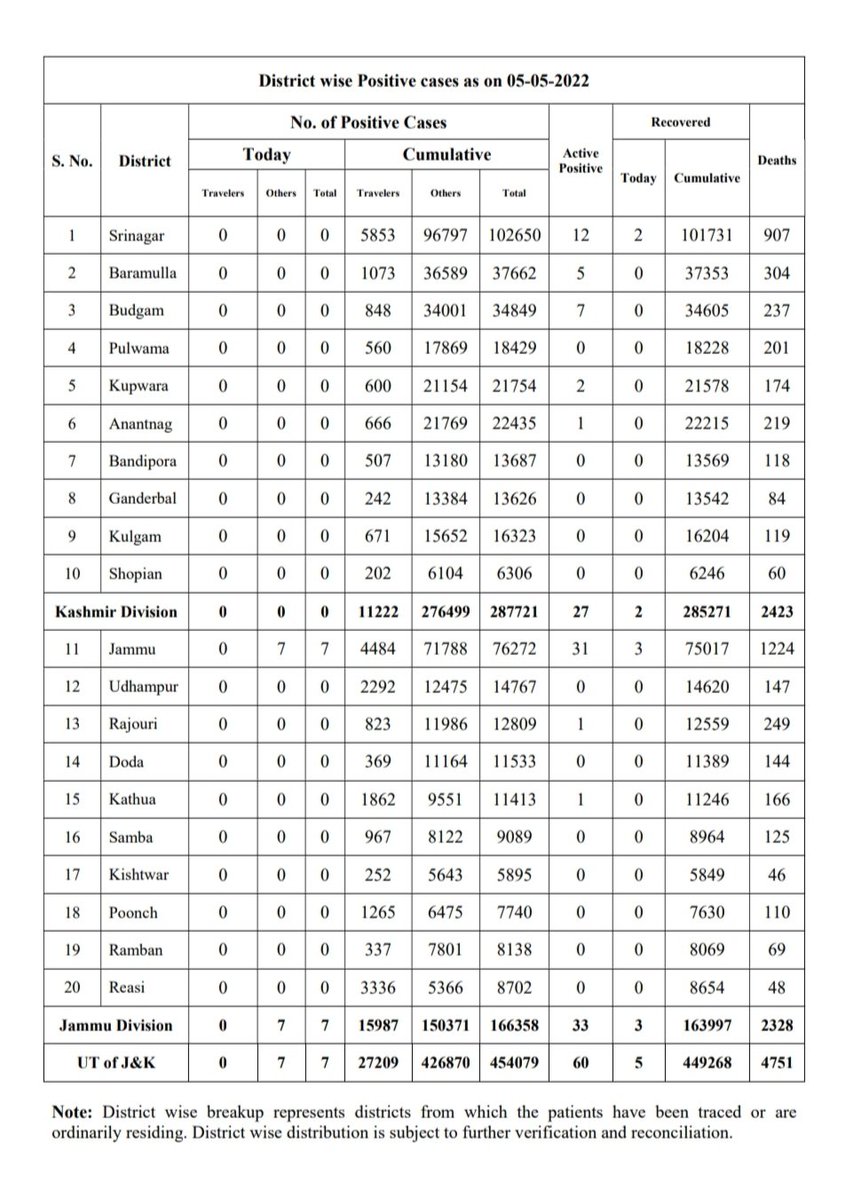 District wise Positive cases as on 05-05-2022
S. No. District No. of Positive Cases Active Positive Recovered Deaths
Today Cumulative Today Cumulative
Travelers Others Total Travelers Others Total
1 Srinagar 0 0 0 5853 96797 102650 12 2 101731 907
2 Baramulla 0 0 0 1073 36589 37662 5 0 37353 304
3 Budgam 0 0 0 848 34001 34849 7 0 34605 237
4 Pulwama 0 0 0 560 17869 18429 0 0 18228 201
5 Kupwara 0 0 0 600 21154 21754 2 0 21578 174
6 Anantnag 0 0 0 666 21769 22435 1 0 22215 219
7 Bandipora 0 0 0 507 13180 13687 0 0 13569 118
8 Ganderbal 0 0 0 242 13384 13626 0 0 13542 84
9 Kulgam 0 0 0 671 15652 16323 0 0 16204 119
10 Shopian 0 0 0 202 6104 6306 0 0 6246 60
Kashmir Division 0 0 0 11222 276499 287721 27 2 285271 2423
11 Jammu 0 7 7 4484 71788 76272 31 3 75017 1224
12 Udhampur 0 0 0 2292 12475 14767 0 0 14620 147
13 Rajouri 0 0 0 823 11986 12809 1 0 12559 249
14 Doda 0 0 0 369 11164 11533 0 0 11389 144
15 Kathua 0 0 0 1862 9551 11413 1 0 11246 166
16 Samba 0 0 0 967 8122 9089 0 0 8964 125
17 Kishtwar 0 0 0 252 5643 5895 0 0 5849 46
18 Poonch 0 0 0 1265 6475 7740 0 0 7630 110
19 Ramban 0 0 0 337 7801 8138 0 0 8069 69
20 Reasi 0 0 0 3336 5366 8702 0 0 8654 48
Jammu Division 0 7 7 15987 150371 166358 33 3 163997 2328
UT of J&K 0 7 7 27209 426870 454079 60 5 449268 4751
Note: District wise breakup represents districts from which the patients have been traced or are
ordinarily residing. District wise distribution is subject to further verification and reconciliation.